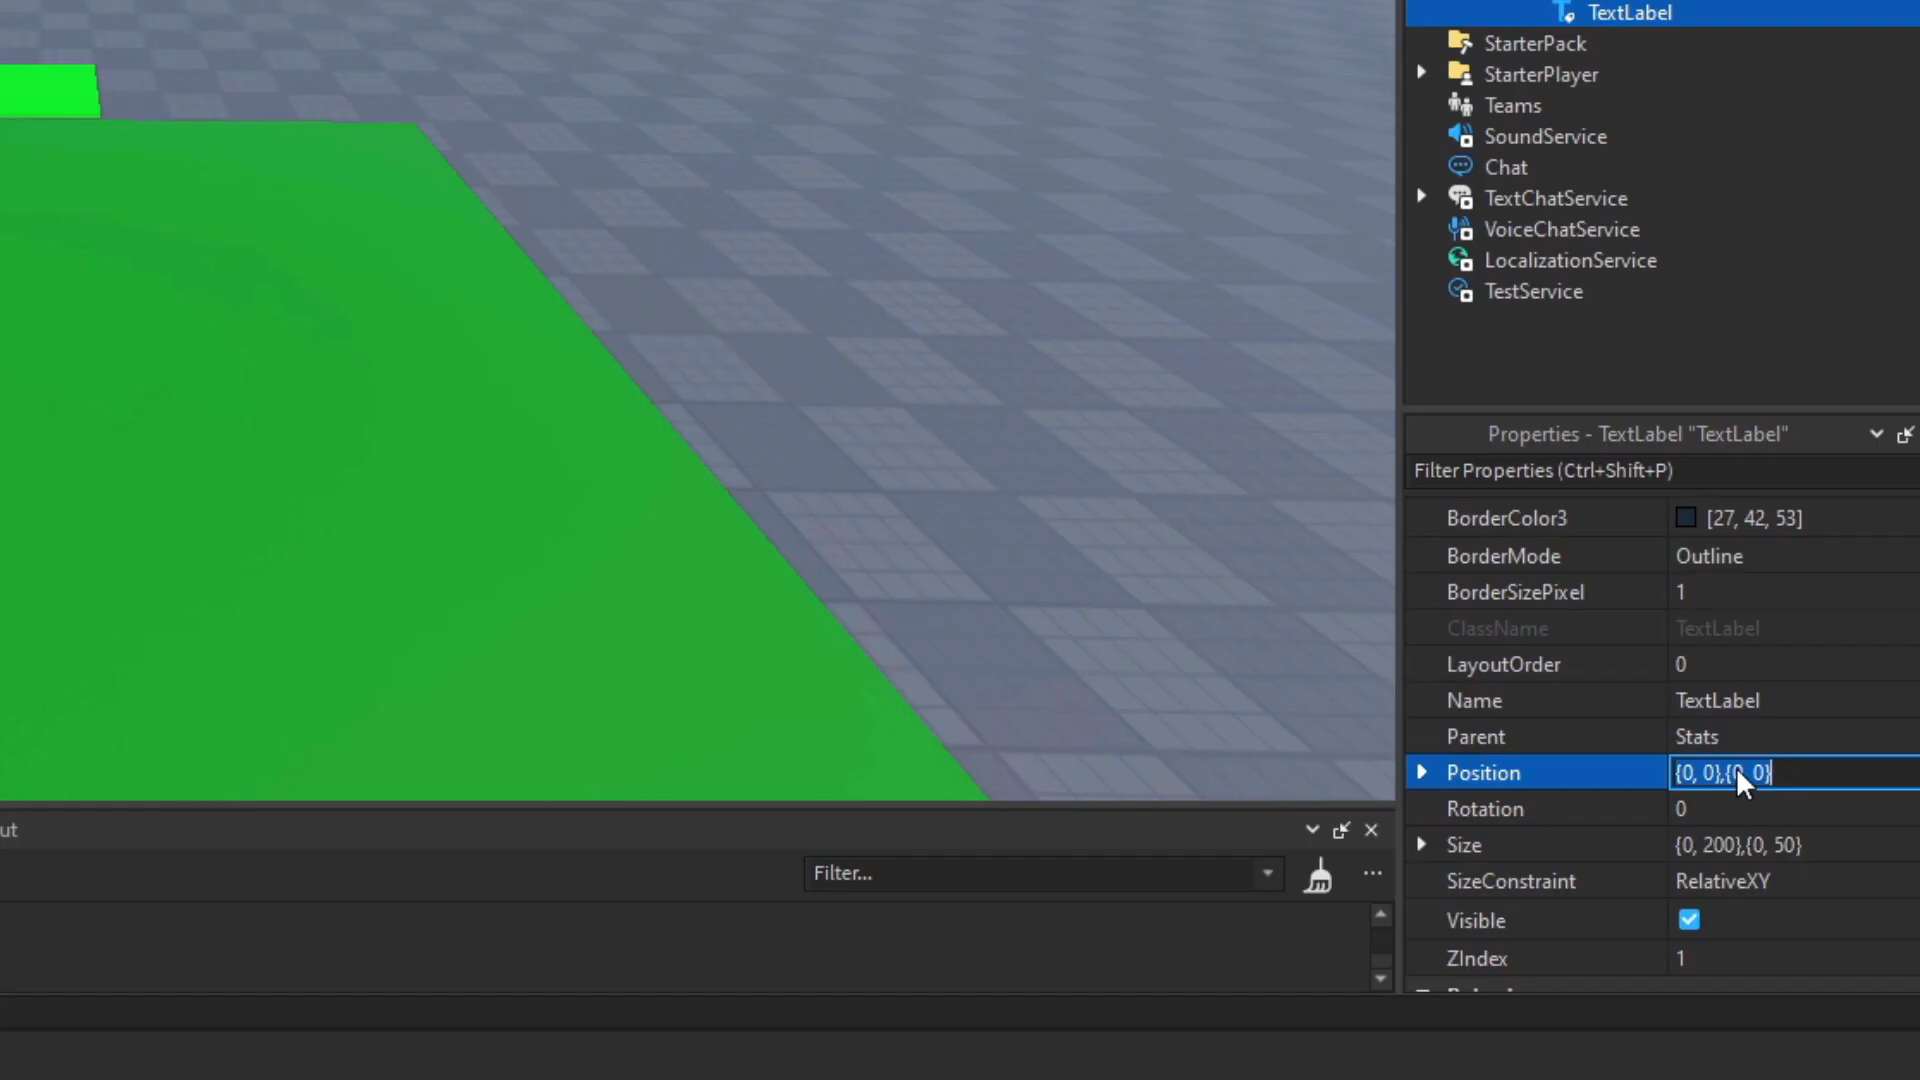 TextLabel
StarterPack
StarterPlayer
Teams
SoundService
Chat
TextChatService
VoiceChatService
LocalizationService
TestService
Properties - TextLabel "TextLabel"
Filter Properties (Ctrl+Shift+P)
BorderColor3 [27, 42, 53]
BorderMode Outline
BorderSizePixel 1
ClassName TextLabel
LayoutOrder 0
Name TextLabel
Parent Stats
Position {0, 0},{0, 0}
Rotation 0
Size {0, 200},{0, 50}
SizeConstraint RelativeXY
Visible
ZIndex 1
ut
Filter...